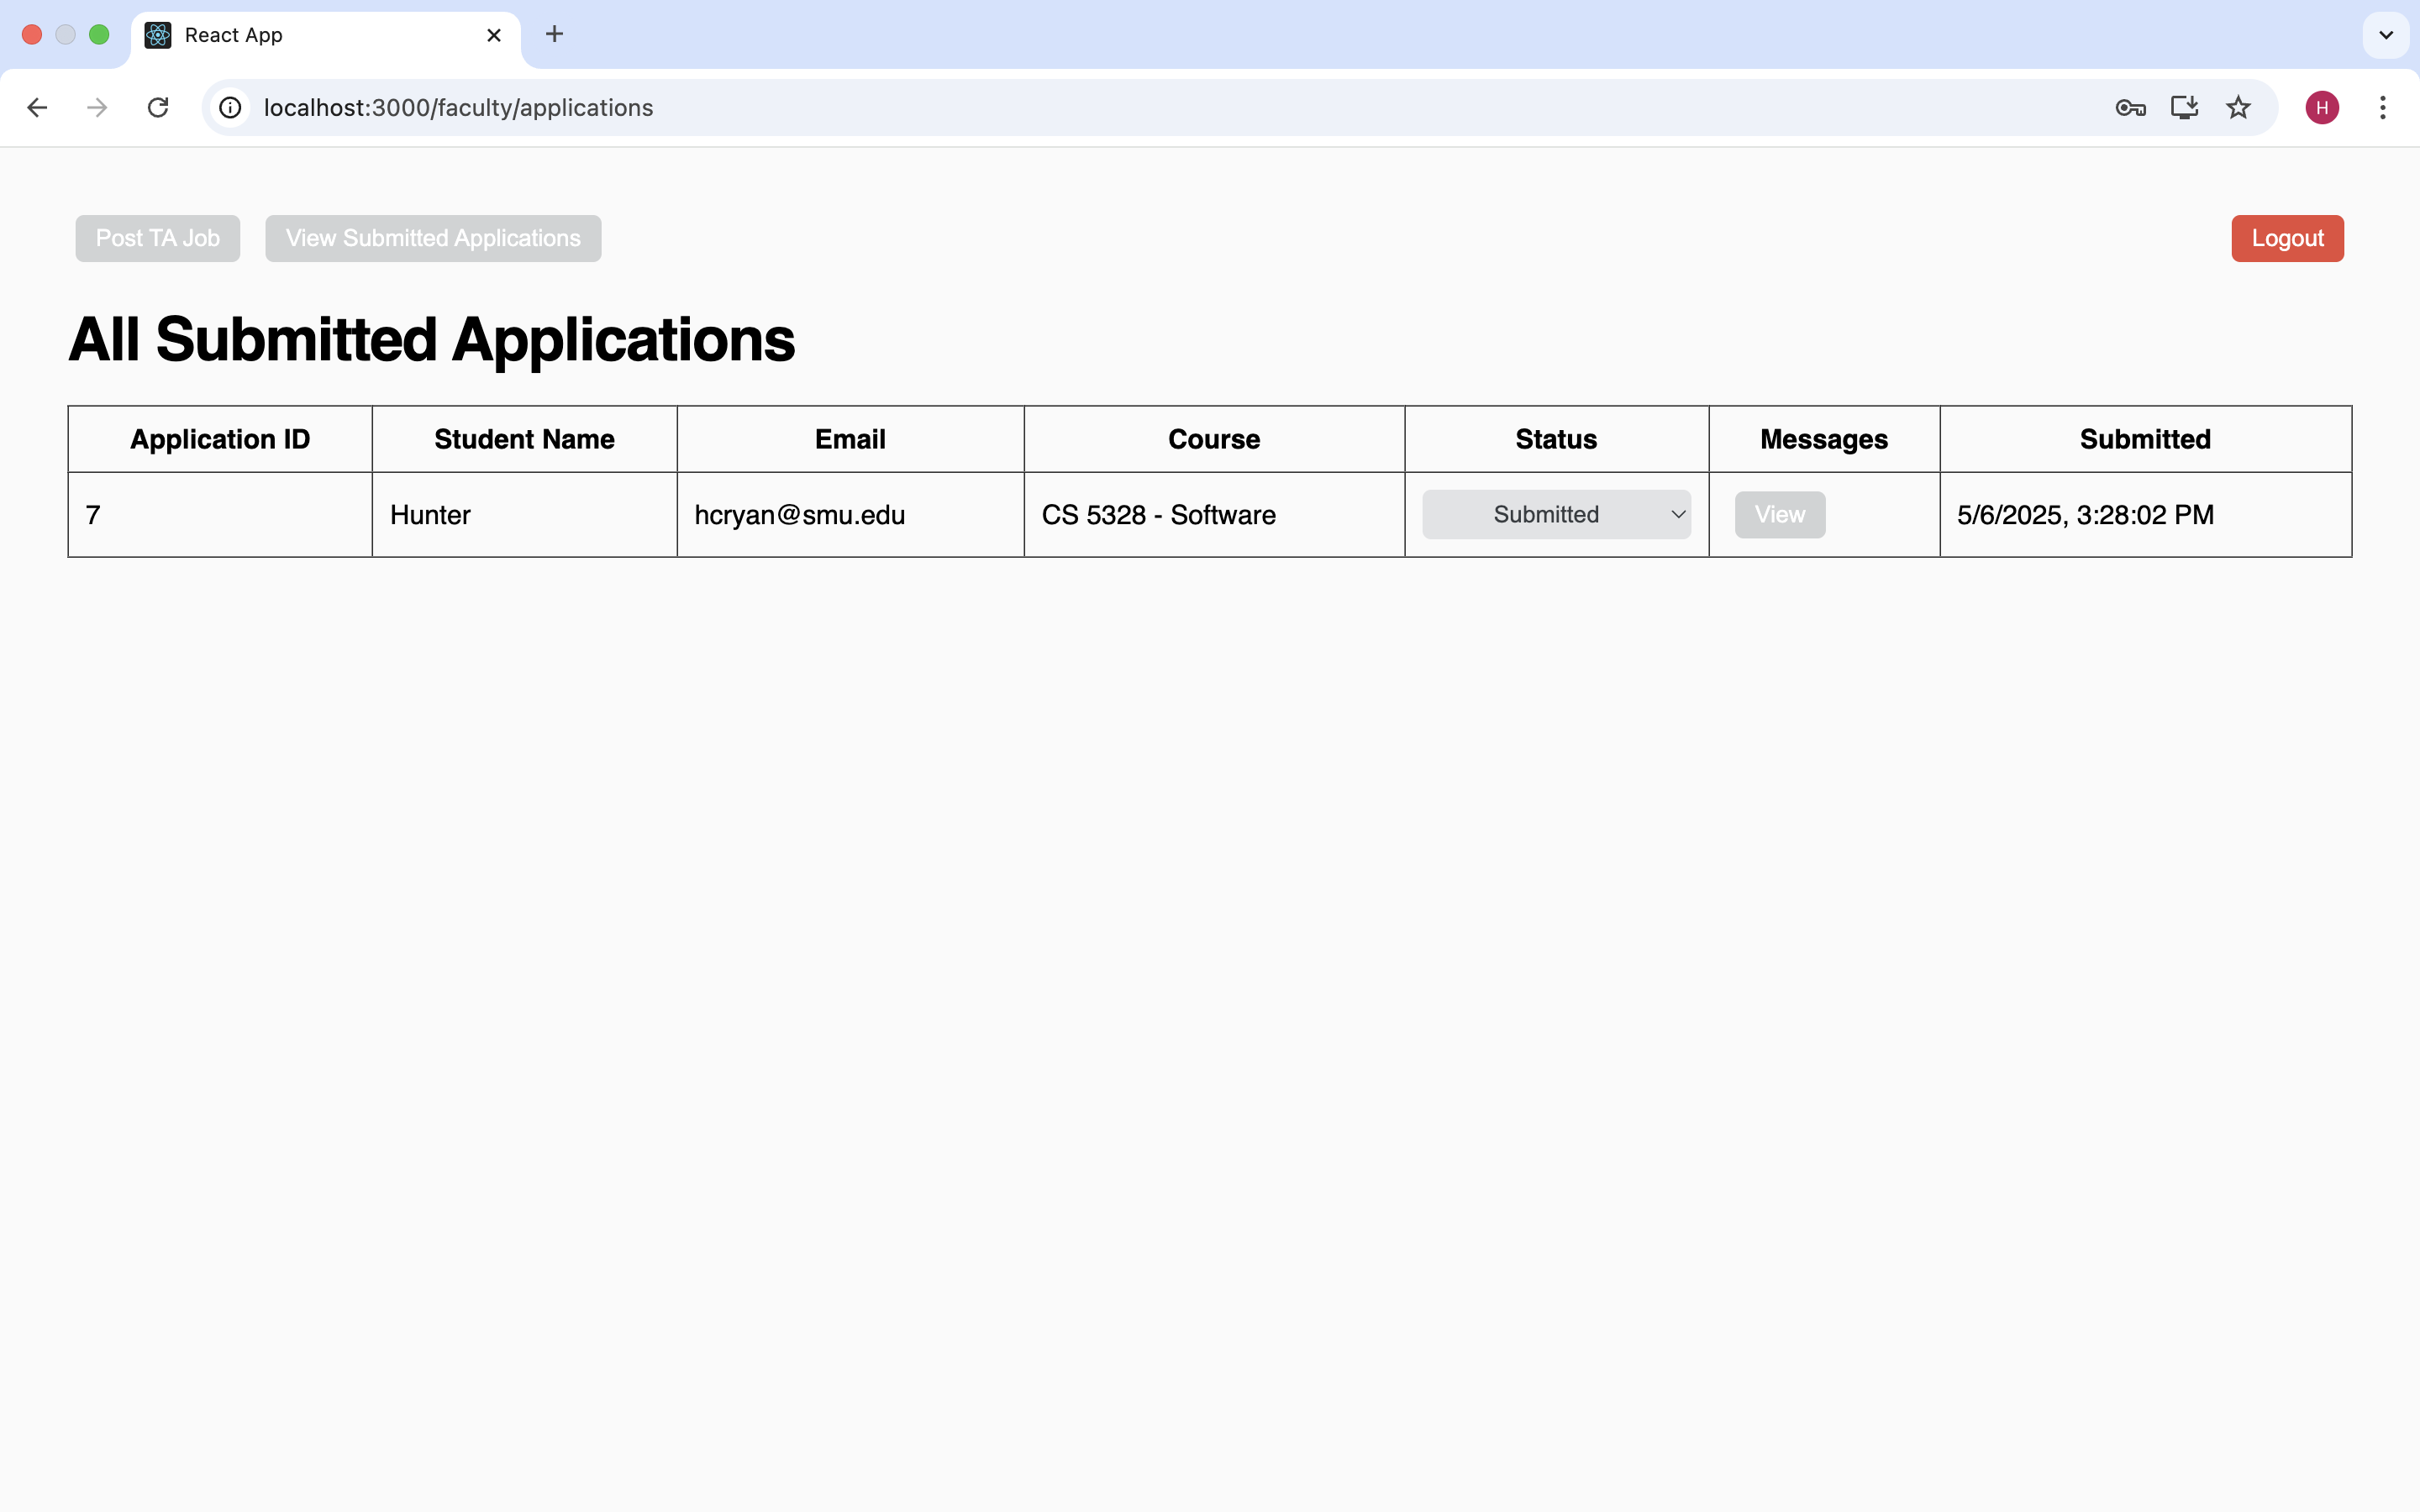 React App
localhost:3000/faculty/applications
H
Post TA Job View Submitted Applications Logout
All Submitted Applications
Application ID Student Name Email Course Status Messages Submitted
7 Hunter hcryan@smu.edu CS 5328 - Software Submitted View 5/6/2025, 3:28:02 PM